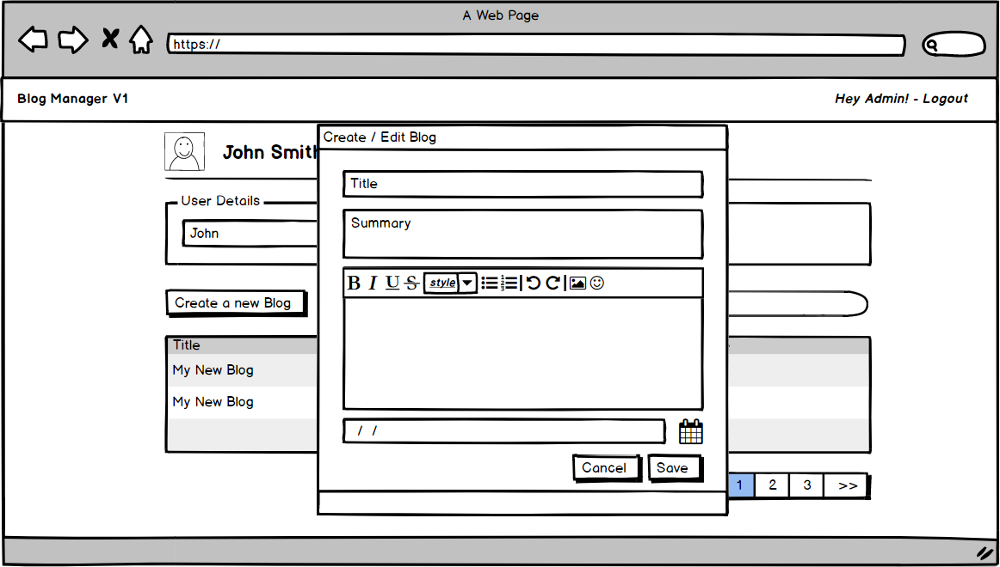 A Web Page
https://
Blog Manager V1
Hey Admin! - Logout
John Smith
User Details
John
Create a new Blog
Title
My New Blog
My New Blog
Create / Edit Blog
Title
Summary
B I U S style
/ /
Cancel Save
1 2 3 >>